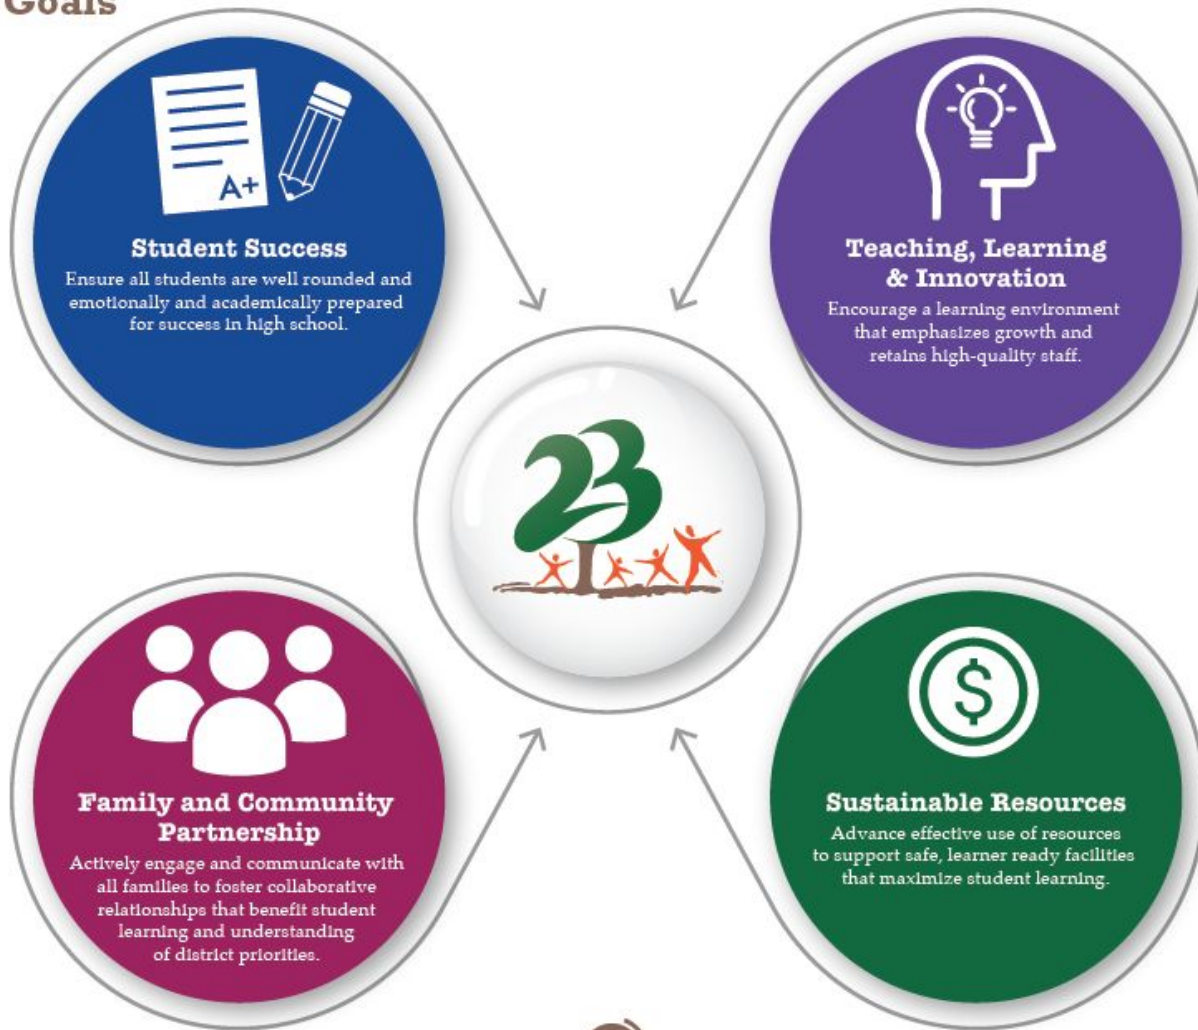 Goals
A+
Student Success
Ensure all students are well rounded and
emotionally and academically prepared
for success in high school.
Teaching, Learning
& Innovation
Encourage a learning environment
that emphasizes growth and
retains high-quality staff.
23
Family and Community
Partnership
Actively engage and communicate with
all families to foster collaborative
relationships that benefit student
learning and understanding
of district priorities.
$
Sustainable Resources
Advance effective use of resources
to support safe, learner ready facilities
that maximize student learning.